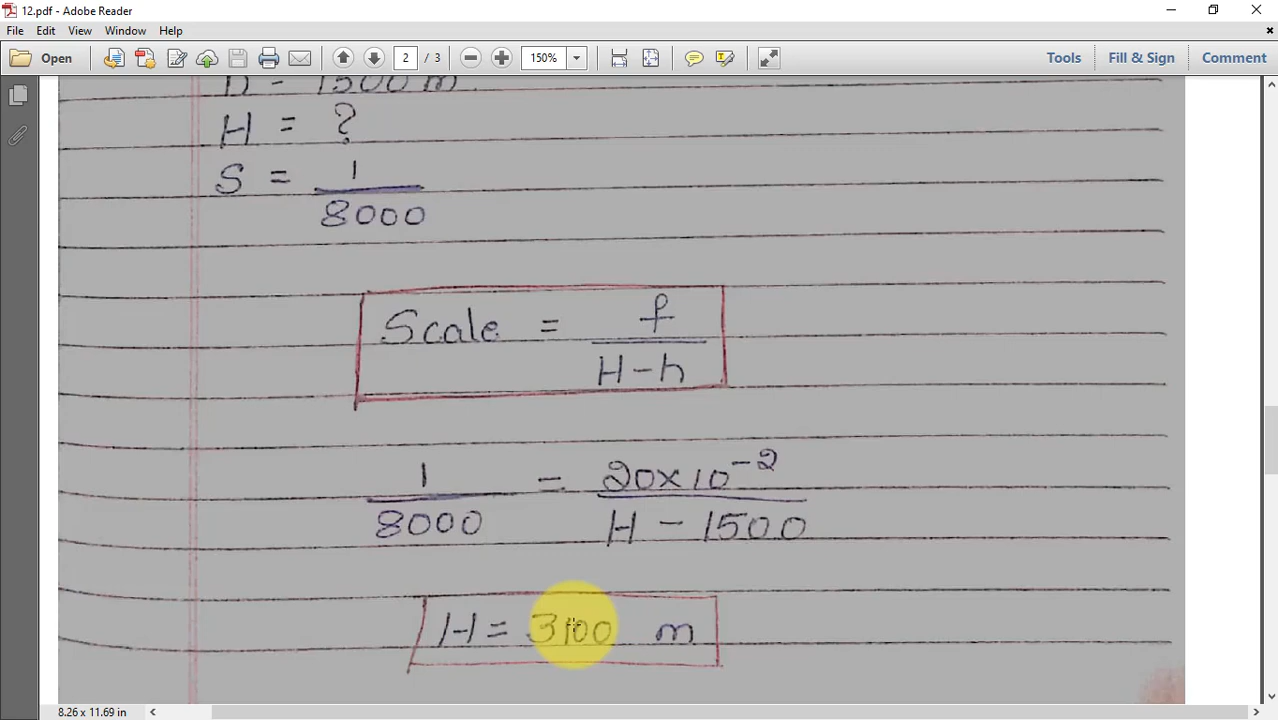 12.pdf - Adobe Reader
File Edit View Window Help
Open 2 / 3 150% Tools Fill & Sign Comment
= 1500 m.
H = ?
S = 1
8000
Scale = f
H - h
1 = 20×10⁻²
8000 H - 1500
H = 3100 m
8.26 x 11.69 in